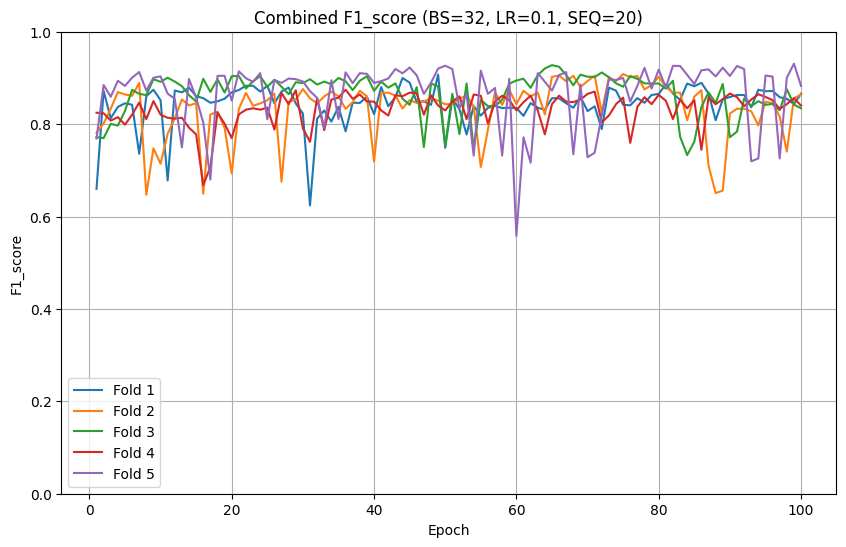 Combined F1_score (BS=32, LR=0.1, SEQ=20)
1.0
0.8
0.6
0.4
0.2
0.0
F1_score
Fold 1
Fold 2
Fold 3
Fold 4
Fold 5
0 20 40 60 80 100
Epoch